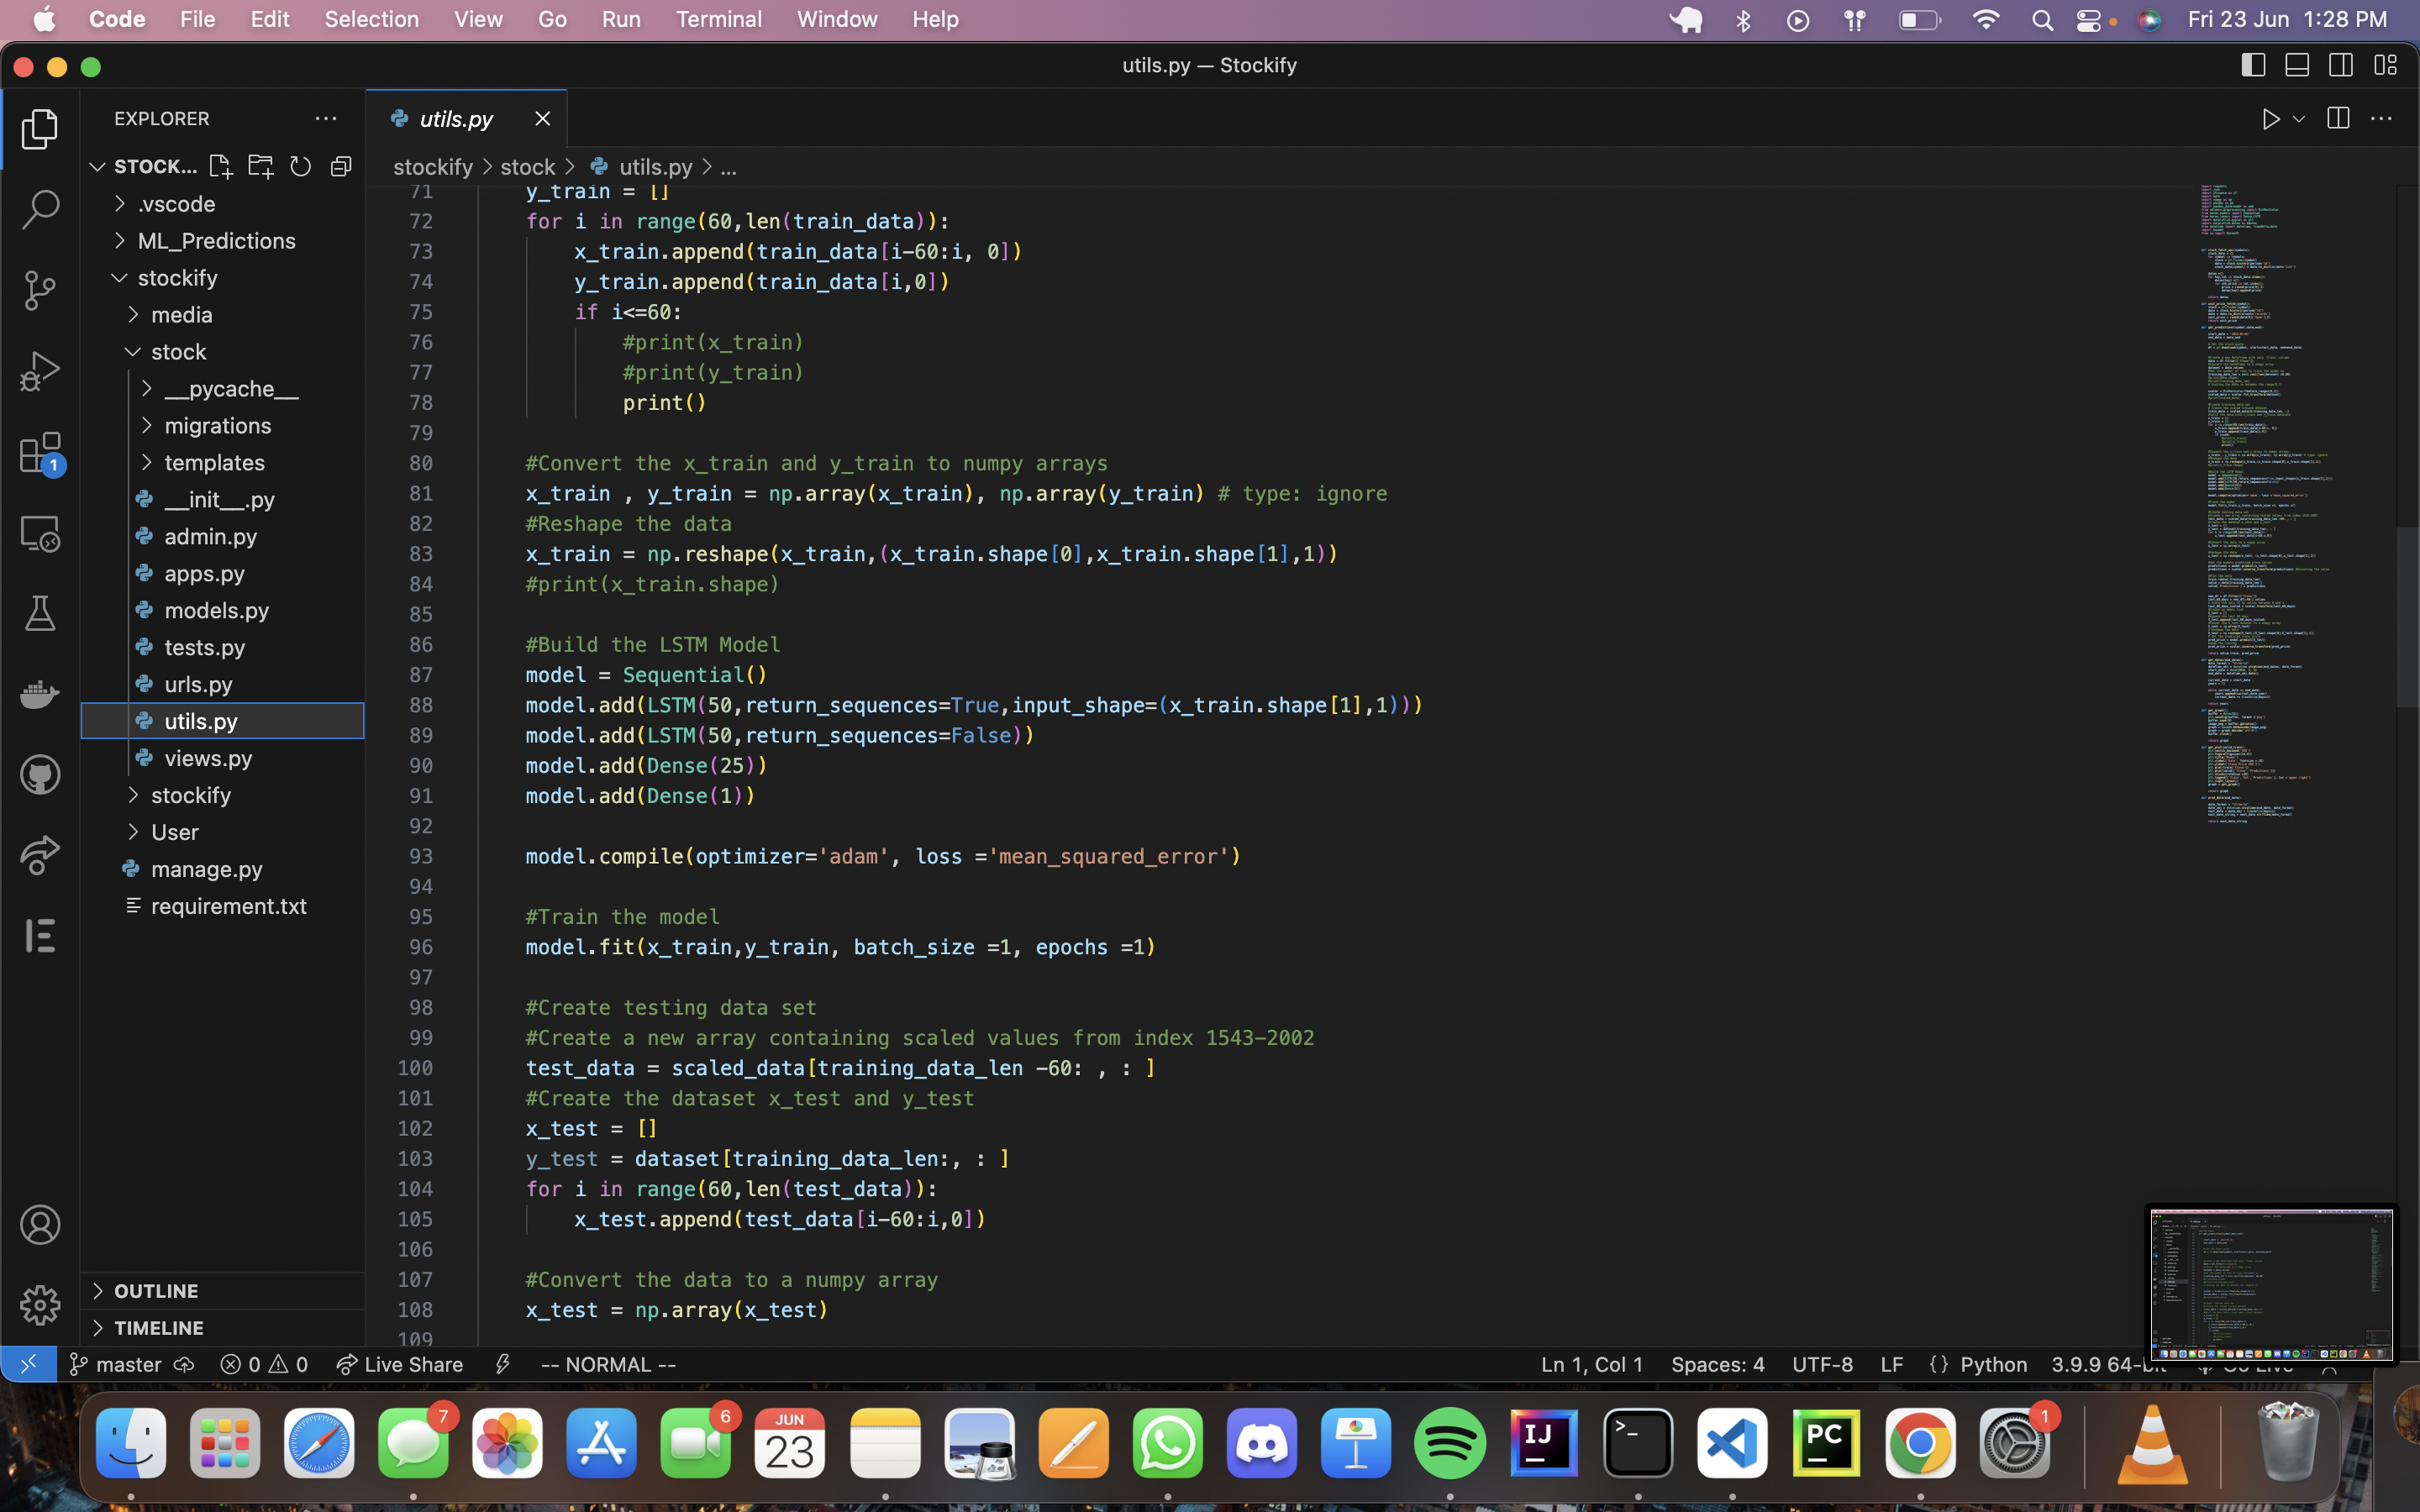 Code File Edit Selection View Go Run Terminal Window Help Fri 23 Jun 1:28 PM
utils.py — Stockify
EXPLORER
STOCK...
.vscode
ML_Predictions
stockify
media
stock
__pycache__
migrations
templates
__init__.py
admin.py
apps.py
models.py
tests.py
urls.py
utils.py
views.py
stockify
User
manage.py
requirement.txt
OUTLINE
TIMELINE
1
utils.py
stockify > stock > utils.py > ...
71 y_train = []
72 for i in range(60,len(train_data)):
73 x_train.append(train_data[i-60:i, 0])
74 y_train.append(train_data[i,0])
75 if i<=60:
76 #print(x_train)
77 #print(y_train)
78 print()
79
80 #Convert the x_train and y_train to numpy arrays
81 x_train , y_train = np.array(x_train), np.array(y_train) # type: ignore
82 #Reshape the data
83 x_train = np.reshape(x_train,(x_train.shape[0],x_train.shape[1],1))
84 #print(x_train.shape)
85
86 #Build the LSTM Model
87 model = Sequential()
88 model.add(LSTM(50,return_sequences=True,input_shape=(x_train.shape[1],1)))
89 model.add(LSTM(50,return_sequences=False))
90 model.add(Dense(25))
91 model.add(Dense(1))
92
93 model.compile(optimizer='adam', loss ='mean_squared_error')
94
95 #Train the model
96 model.fit(x_train,y_train, batch_size =1, epochs =1)
97
98 #Create testing data set
99 #Create a new array containing scaled values from index 1543-2002
100 test_data = scaled_data[training_data_len -60: , : ]
101 #Create the dataset x_test and y_test
102 x_test = []
103 y_test = dataset[training_data_len:, : ]
104 for i in range(60,len(test_data)):
105 x_test.append(test_data[i-60:i,0])
106
107 #Convert the data to a numpy array
108 x_test = np.array(x_test)
109
master 0 0 Live Share -- NORMAL -- Ln 1, Col 1 Spaces: 4 UTF-8 LF {} Python 3.9.9 64-bit
7 6 JUN 23 IJ >_ PC 1